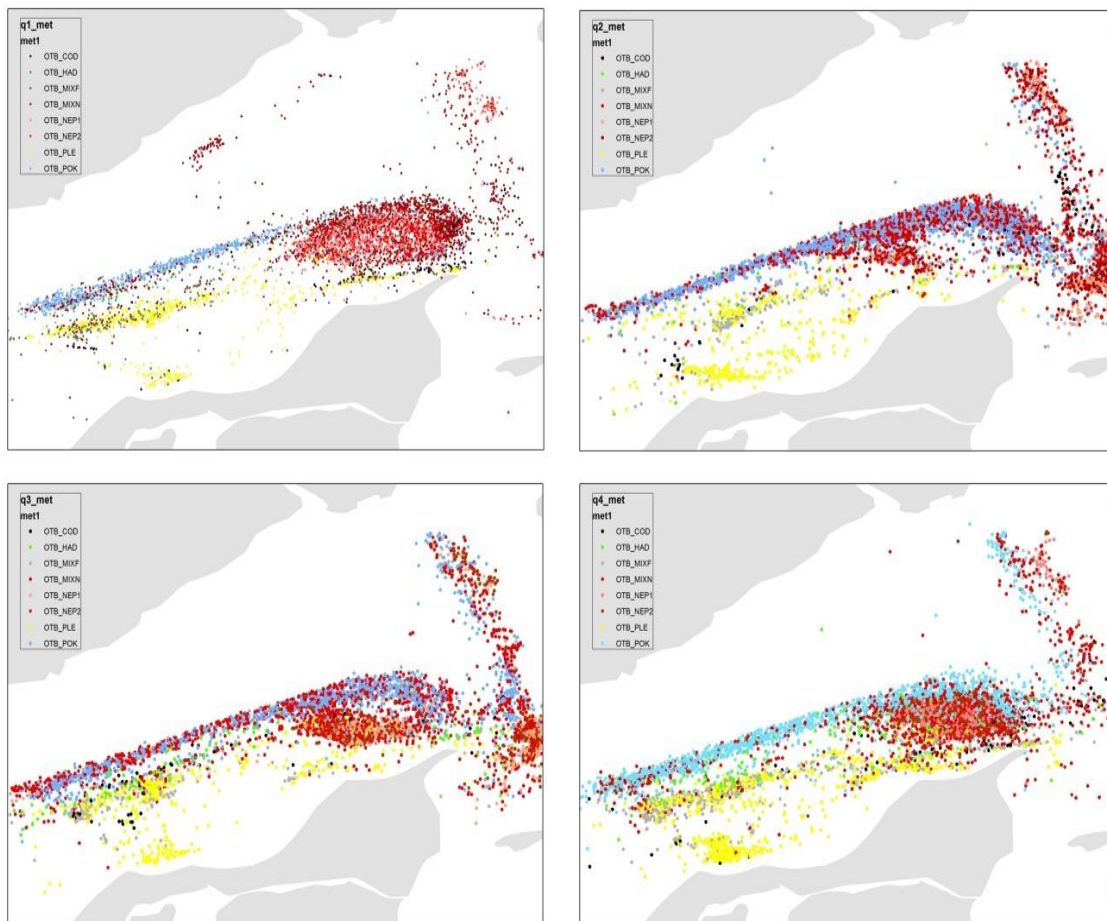 q1_met
met1
OTB_COD
OTB_HAD
OTB_MIXF
OTB_MIXN
OTB_NEP1
OTB_NEP2
OTB_PLE
OTB_POK
q2_met
met1
OTB_COD
OTB_HAD
OTB_MIXF
OTB_MIXN
OTB_NEP1
OTB_NEP2
OTB_PLE
OTB_POK
q3_met
met1
OTB_COD
OTB_HAD
OTB_MIXF
OTB_MIXN
OTB_NEP1
OTB_NEP2
OTB_PLE
OTB_POK
q4_met
met1
OTB_COD
OTB_HAD
OTB_MIXF
OTB_MIXN
OTB_NEP1
OTB_NEP2
OTB_PLE
OTB_POK